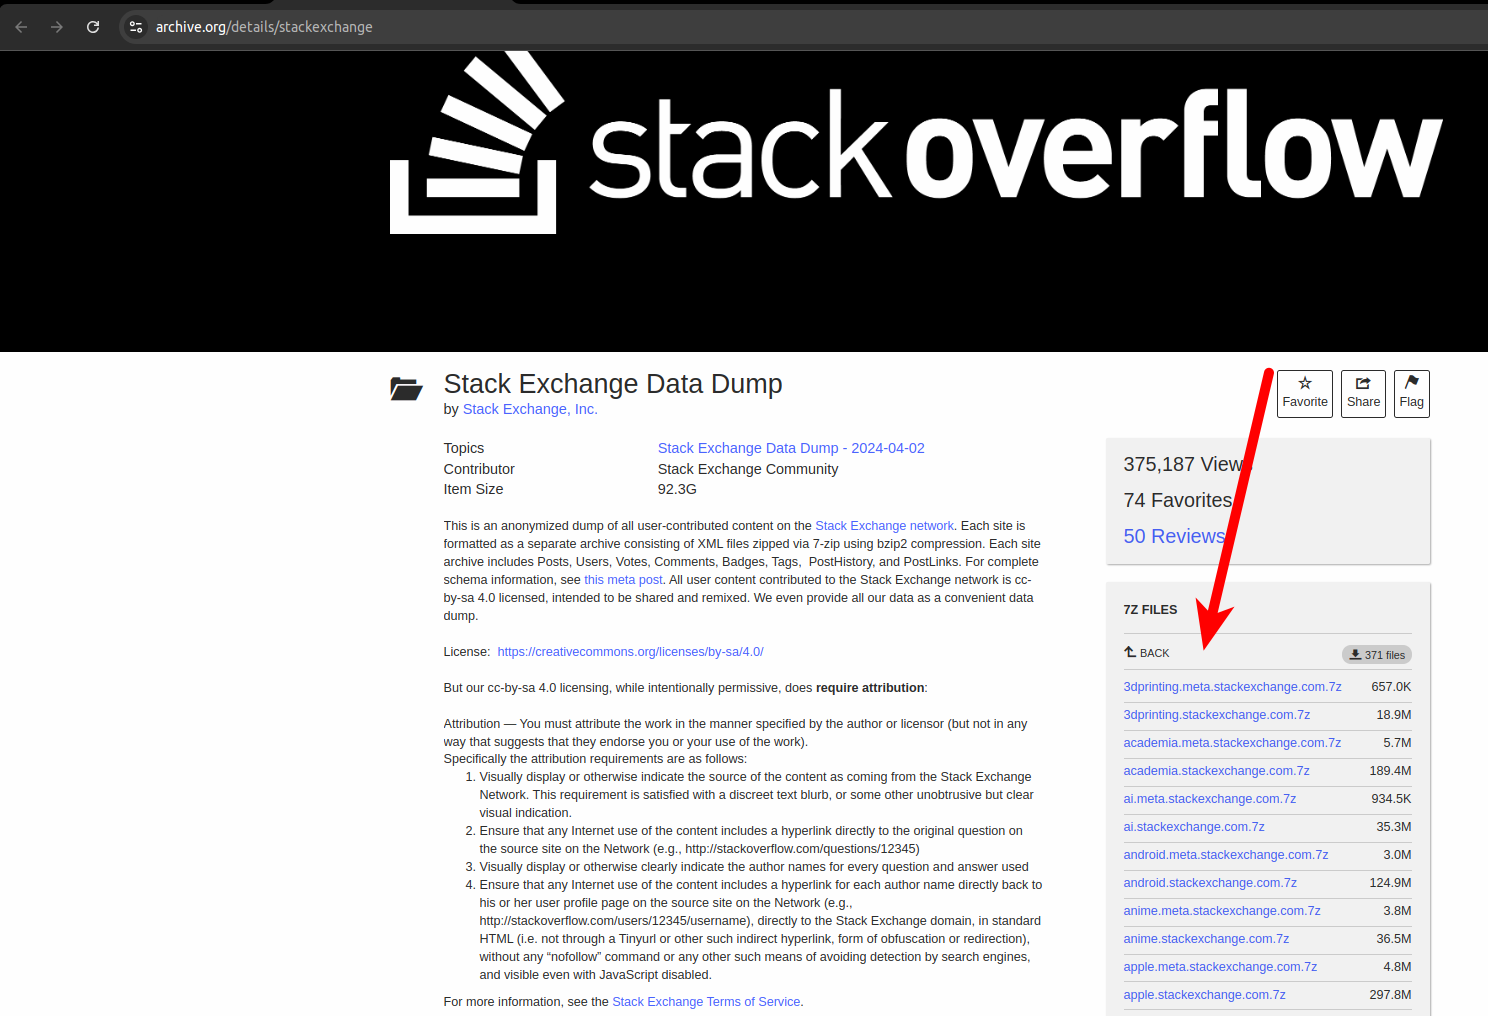 archive.org/details/stackexchange
stackoverflow
Stack Exchange Data Dump
by Stack Exchange, Inc.
Favorite
Share
Flag
Topics Stack Exchange Data Dump - 2024-04-02
Contributor Stack Exchange Community
Item Size 92.3G
This is an anonymized dump of all user-contributed content on the Stack Exchange network. Each site is
formatted as a separate archive consisting of XML files zipped via 7-zip using bzip2 compression. Each site
archive includes Posts, Users, Votes, Comments, Badges, Tags,  PostHistory, and PostLinks. For complete
schema information, see this meta post. All user content contributed to the Stack Exchange network is cc-
by-sa 4.0 licensed, intended to be shared and remixed. We even provide all our data as a convenient data
dump.
License:  https://creativecommons.org/licenses/by-sa/4.0/
But our cc-by-sa 4.0 licensing, while intentionally permissive, does require attribution:
Attribution — You must attribute the work in the manner specified by the author or licensor (but not in any
way that suggests that they endorse you or your use of the work).
Specifically the attribution requirements are as follows:
1. Visually display or otherwise indicate the source of the content as coming from the Stack Exchange
Network. This requirement is satisfied with a discreet text blurb, or some other unobtrusive but clear
visual indication.
2. Ensure that any Internet use of the content includes a hyperlink directly to the original question on
the source site on the Network (e.g., http://stackoverflow.com/questions/12345)
3. Visually display or otherwise clearly indicate the author names for every question and answer used
4. Ensure that any Internet use of the content includes a hyperlink for each author name directly back to
his or her user profile page on the source site on the Network (e.g.,
http://stackoverflow.com/users/12345/username), directly to the Stack Exchange domain, in standard
HTML (i.e. not through a Tinyurl or other such indirect hyperlink, form of obfuscation or redirection),
without any “nofollow” command or any other such means of avoiding detection by search engines,
and visible even with JavaScript disabled.
For more information, see the Stack Exchange Terms of Service.
375,187 Views
74 Favorites
50 Reviews
7Z FILES
BACK 371 files
3dprinting.meta.stackexchange.com.7z 657.0K
3dprinting.stackexchange.com.7z 18.9M
academia.meta.stackexchange.com.7z 5.7M
academia.stackexchange.com.7z 189.4M
ai.meta.stackexchange.com.7z 934.5K
ai.stackexchange.com.7z 35.3M
android.meta.stackexchange.com.7z 3.0M
android.stackexchange.com.7z 124.9M
anime.meta.stackexchange.com.7z 3.8M
anime.stackexchange.com.7z 36.5M
apple.meta.stackexchange.com.7z 4.8M
apple.stackexchange.com.7z 297.8M